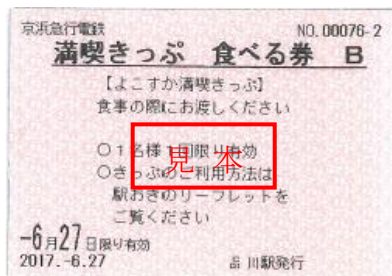 京浜急行電鉄 NO.00076-2
満喫きっぷ 食べる券 B
【よこすか満喫きっぷ】
食事の際にお渡しください
○1名様1回限り有効
見本
○きっぷのご利用方法は
駅おきのリーフレットを
ご覧ください
-6月27日限り有効
2017.-6.27 品川駅発行